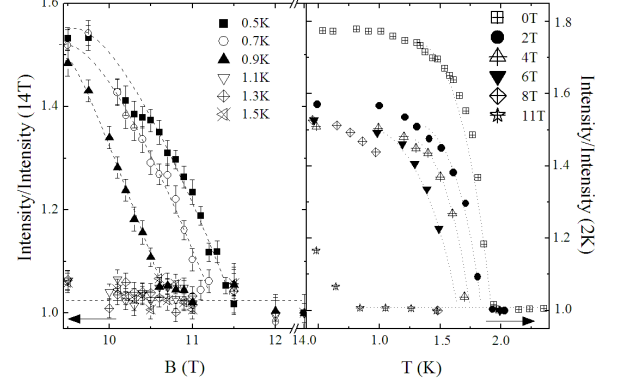 1.6
1.4
1.2
1.0
Intensity/Intensity (14T)
10
11
12
14.0
B (T)
0.5K
0.7K
0.9K
1.1K
1.3K
1.5K
0.5
1.0
1.5
2.0
T (K)
0T
2T
4T
6T
8T
11T
1.8
1.6
1.4
1.2
1.0
Intensity/Intensity (2K)